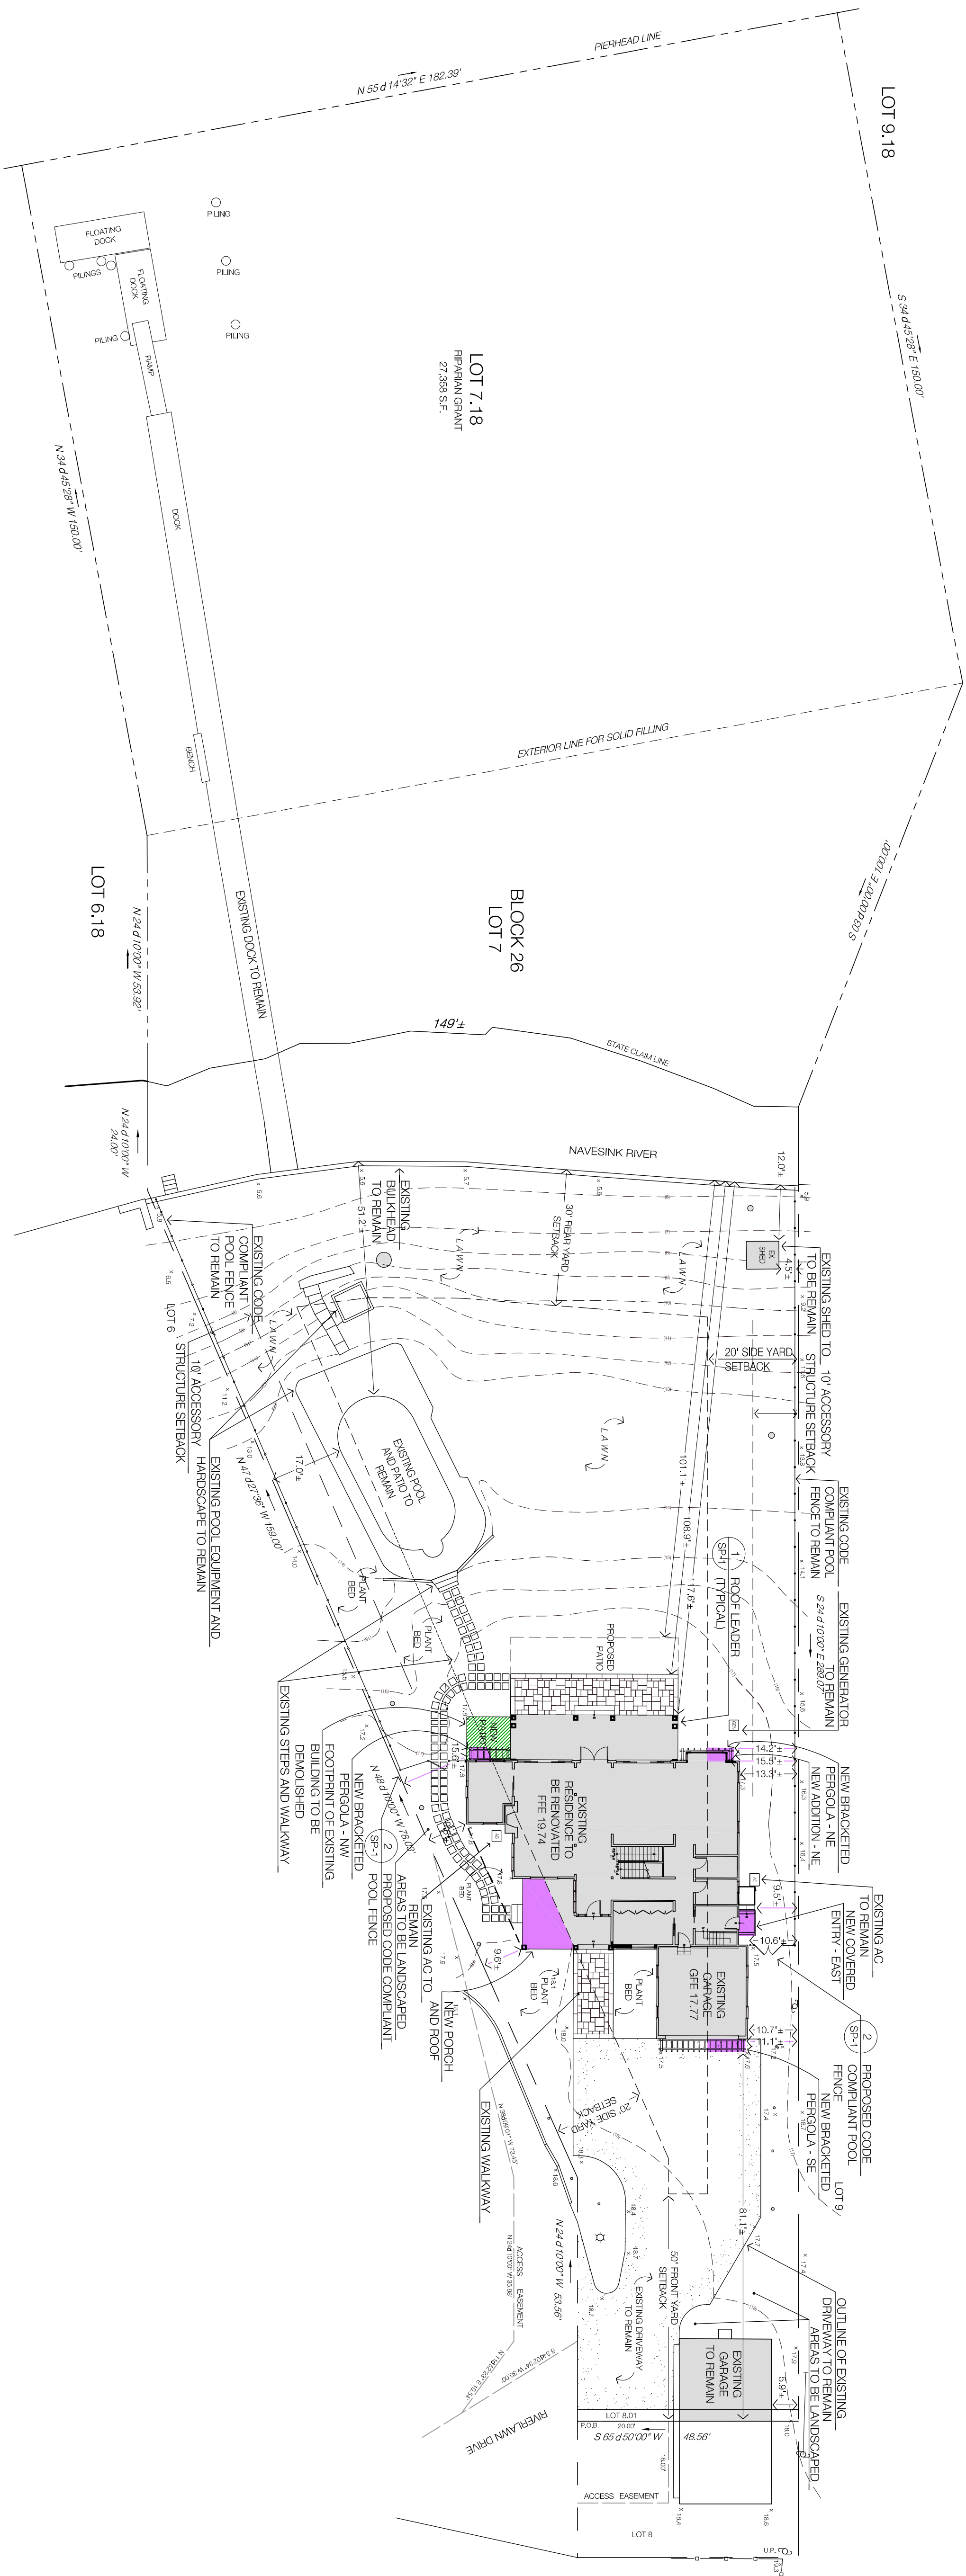 PIERHEAD LINE
N 55 d 14'32" E 182.39'
LOT 9.18
S 34 d 45'28" E 150.00'
PILING
PILING
PILING
FLOATING
DOCK
PILINGS
FLOATING
DOCK
PILING
RAMP
LOT 7.18
RIPARIAN GRANT
27,358 S.F.
N 34 d 45'28" W 150.00'
DOCK
BENCH
EXTERIOR LINE FOR SOLID FILLING
S 03 d 00'00" E 100.00'
LOT 6.18
N 24 d 10'00" W 53.92'
EXISTING DOCK TO REMAIN
BLOCK 26
LOT 7
149'±
STATE CLAIM LINE
N 24 d 10'00" W
24.00'
NAVESINK RIVER
12.0'±
EX
SHED
4.5'±
EXISTING SHED TO
TO BE REMAIN
10' ACCESSORY
STRUCTURE SETBACK
EXISTING
BULKHEAD
TO REMAIN
51.2'±
30' REAR YARD
SETBACK
LAWN
LAWN
LAWN
LAWN
20' SIDE YARD
SETBACK
EXISTING CODE
COMPLIANT
POOL FENCE
TO REMAIN
LOT 6
10' ACCESSORY
STRUCTURE SETBACK
EXISTING POOL EQUIPMENT AND
HARDSCAPE TO REMAIN
17.0'±
N 47 d 27'36" W 159.00'
EXISTING POOL
AND PATIO TO
REMAIN
EXISTING CODE
COMPLIANT POOL
FENCE TO REMAIN
101.1'±
108.9'±
117.6'±
1
SP-1
ROOF LEADER
(TYPICAL)
EXISTING GENERATOR
TO REMAIN
S 24 d 10'00" E 289.07'
PLANT
BED
PLANT
BED
PROPOSED
PATIO
NEW
PATIO
EXISTING STEPS AND WALKWAY
FOOTPRINT OF EXISTING
BUILDING TO BE
DEMOLISHED
NEW BRACKETED
PERGOLA - NW
N 48 d 10'00" W 78.08'
15.6'±
14.2'±
15.5'±
13.3'±
NEW BRACKETED
PERGOLA - NE
NEW ADDITION - NE
EXISTING
RESIDENCE TO
BE RENOVATED
FFE 19.74
2
SP-1
PROPOSED CODE COMPLIANT
POOL FENCE
AREAS TO BE LANDSCAPED
EXISTING AC TO
REMAIN
PLANT
BED
9.5'±
10.6'±
EXISTING AC
TO REMAIN
NEW COVERED
ENTRY - EAST
9.6'±
NEW PORCH
AND ROOF
PLANT
BED
PLANT
BED
EXISTING
GARAGE
GFE 17.77
10.7'±
11.1'±
2
SP-1
PROPOSED CODE
COMPLIANT POOL
FENCE
NEW BRACKETED
PERGOLA - SE
LOT 9
EXISTING WALKWAY
20' SIDE YARD
SETBACK
81.1'±
N 24 d 10'00" W 53.56'
ACCESS EASEMENT
50' FRONT YARD
SETBACK
EXISTING DRIVEWAY
TO REMAIN
OUTLINE OF EXISTING
DRIVEWAY TO REMAIN
AREAS TO BE LANDSCAPED
EXISTING
GARAGE
TO REMAIN
5.9'±
RIVERLAWN DRIVE
LOT 8.01
P.O.B.
20.00'
S 65 d 50'00" W
48.56'
18.00'
ACCESS EASEMENT
LOT 8
U.P.